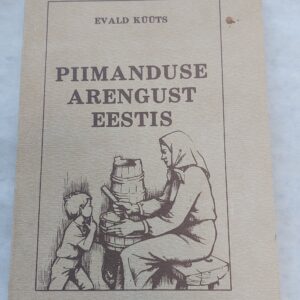 EVALD KÜÜTS
PIIMANDUSE
ARENGUST
EESTIS